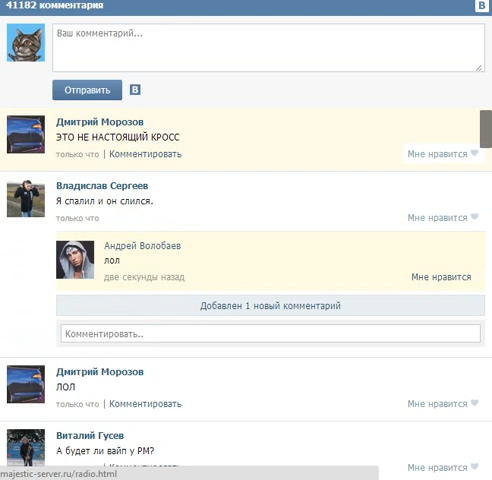 41182 комментария
B
Ваш комментарий...
Отправить
B
Дмитрий Морозов
ЭТО НЕ НАСТОЯЩИЙ КРОСС
только что | Комментировать
Мне нравится
Владислав Сергеев
Я спалил и он слился.
только что
Мне нравится
Андрей Волобаев
лол
две секунды назад
Мне нравится
Добавлен 1 новый комментарий
Комментировать..
Дмитрий Морозов
ЛОЛ
только что | Комментировать
Мне нравится
Виталий Гусев
А будет ли вайп у РМ?
Мне нравится
majestic-server.ru/radio.html